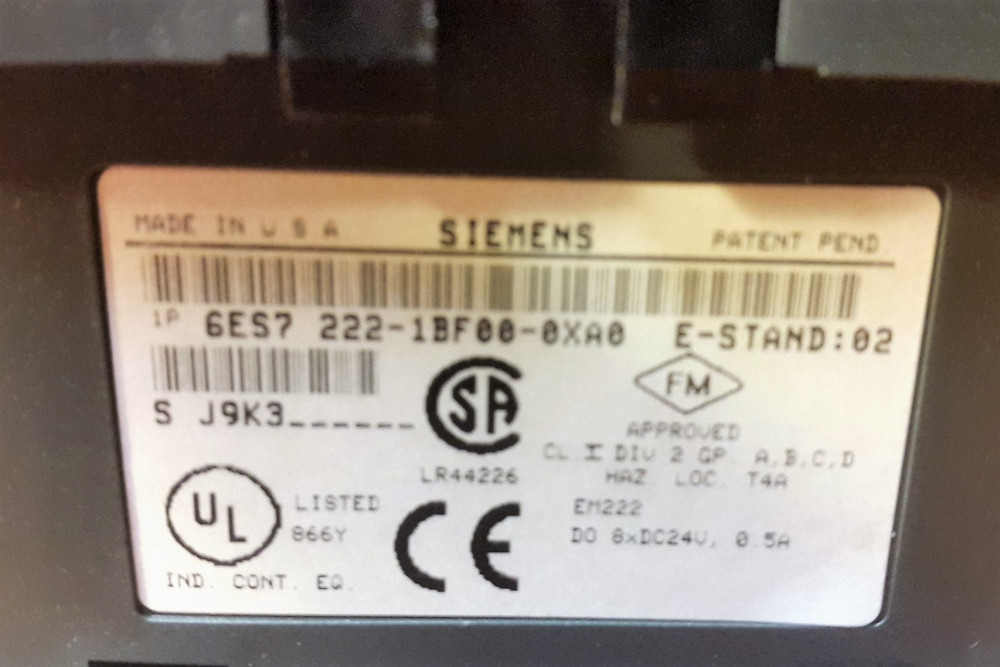 MADE IN U S A SIEMENS PATENT PEND.
1P 6ES7 222-1BF00-0XA0 E-STAND:02
S J9K3______
SA
FM
APPROVED
CL. I DIV 2 GP. A,B,C,D
HAZ. LOC. T4A
LR44226
UL
LISTED
866Y
IND. CONT. EQ.
CE
EM222
DO 8xDC24V, 0.5A